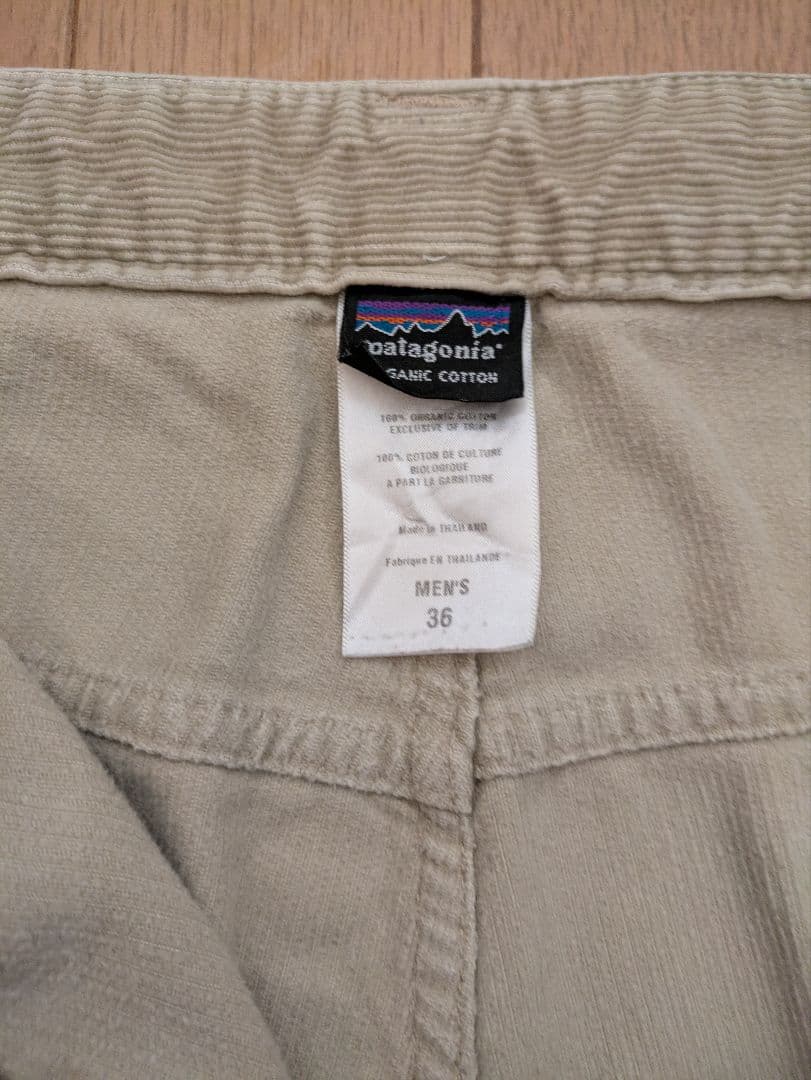 patagonia®
GANIC COTTON
100% ORGANIC COTTON
EXCLUSIVE OF TRIM
100% COTON DE CULTURE
BIOLOGIQUE
A PART LA GARNITURE
Made in THAILAND
Fabrique EN THAILANDE
MEN'S
36